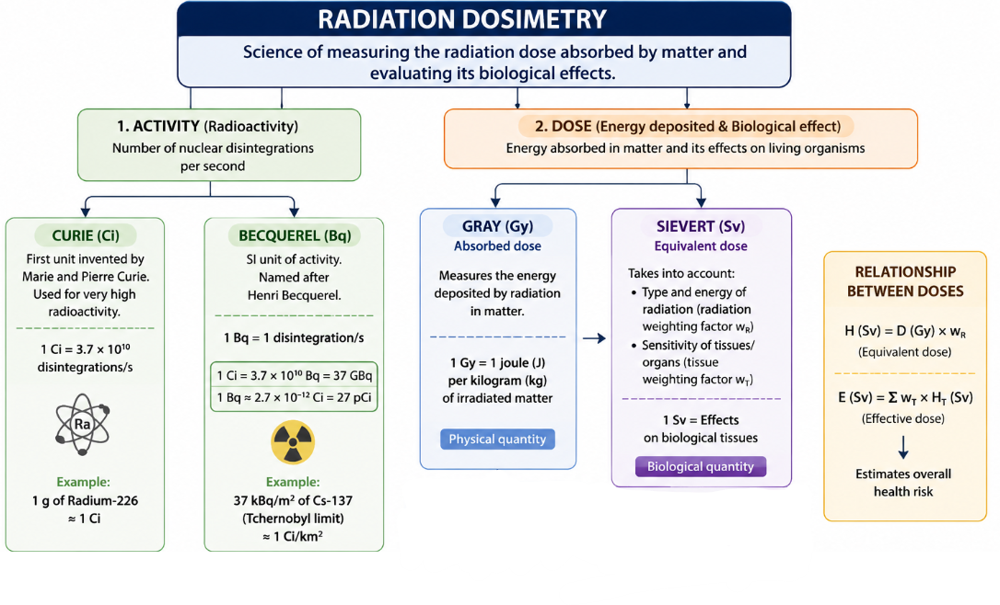 RADIATION DOSIMETRY
Science of measuring the radiation dose absorbed by matter and
evaluating its biological effects.
1. ACTIVITY (Radioactivity)
Number of nuclear disintegrations
per second
2. DOSE (Energy deposited & Biological effect)
Energy absorbed in matter and its effects on living organisms
CURIE (Ci)
First unit invented by
Marie and Pierre Curie.
Used for very high
radioactivity.
1 Ci = 3.7 × 10¹⁰
disintegrations/s
Ra
Example:
1 g of Radium-226
≈ 1 Ci
BECQUEREL (Bq)
SI unit of activity.
Named after
Henri Becquerel.
1 Bq = 1 disintegration/s
1 Ci = 3.7 × 10¹⁰ Bq = 37 GBq
1 Bq ≈ 2.7 × 10⁻¹² Ci = 27 pCi
Example:
37 kBq/m² of Cs-137
(Tchernobyl limit)
≈ 1 Ci/km²
GRAY (Gy)
Absorbed dose
Measures the energy
deposited by radiation
in matter.
1 Gy = 1 joule (J)
per kilogram (kg)
of irradiated matter
Physical quantity
SIEVERT (Sv)
Equivalent dose
Takes into account:
• Type and energy of
radiation (radiation
weighting factor w_R)
• Sensitivity of tissues/
organs (tissue
weighting factor w_T)
1 Sv = Effects
on biological tissues
Biological quantity
RELATIONSHIP
BETWEEN DOSES
H (Sv) = D (Gy) × w_R
(Equivalent dose)
E (Sv) = Σ w_T × H_T (Sv)
(Effective dose)
Estimates overall
health risk